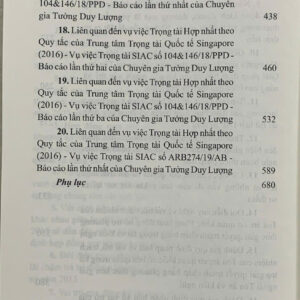 104&146/18/PPD - Báo cáo lần thứ nhất của Chuyên
gia Tưởng Duy Lượng 438
18. Liên quan đến vụ việc Trọng tài Hợp nhất theo
Quy tắc của Trung tâm Trọng tài Quốc tế Singapore
(2016) - Vụ việc Trọng tài SIAC số 104&146/18/PPD -
Báo cáo lần thứ hai của Chuyên gia Tưởng Duy Lượng 460
19. Liên quan đến vụ việc Trọng tài Hợp nhất theo
Quy tắc của Trung tâm Trọng tài Quốc tế Singapore
(2016) - Vụ việc Trọng tài SIAC số 104&146/18/PPD -
Báo cáo lần thứ ba của Chuyên gia Tưởng Duy Lượng 532
20. Liên quan đến vụ việc Trọng tài Hợp nhất theo
Quy tắc của Trung tâm Trọng tài Quốc tế Singapore
(2016) - Vụ việc Trọng tài SIAC số ARB274/19/AB -
Báo cáo lần thứ nhất của Chuyên gia Tưởng Duy Lượng 589
Phụ lục 680